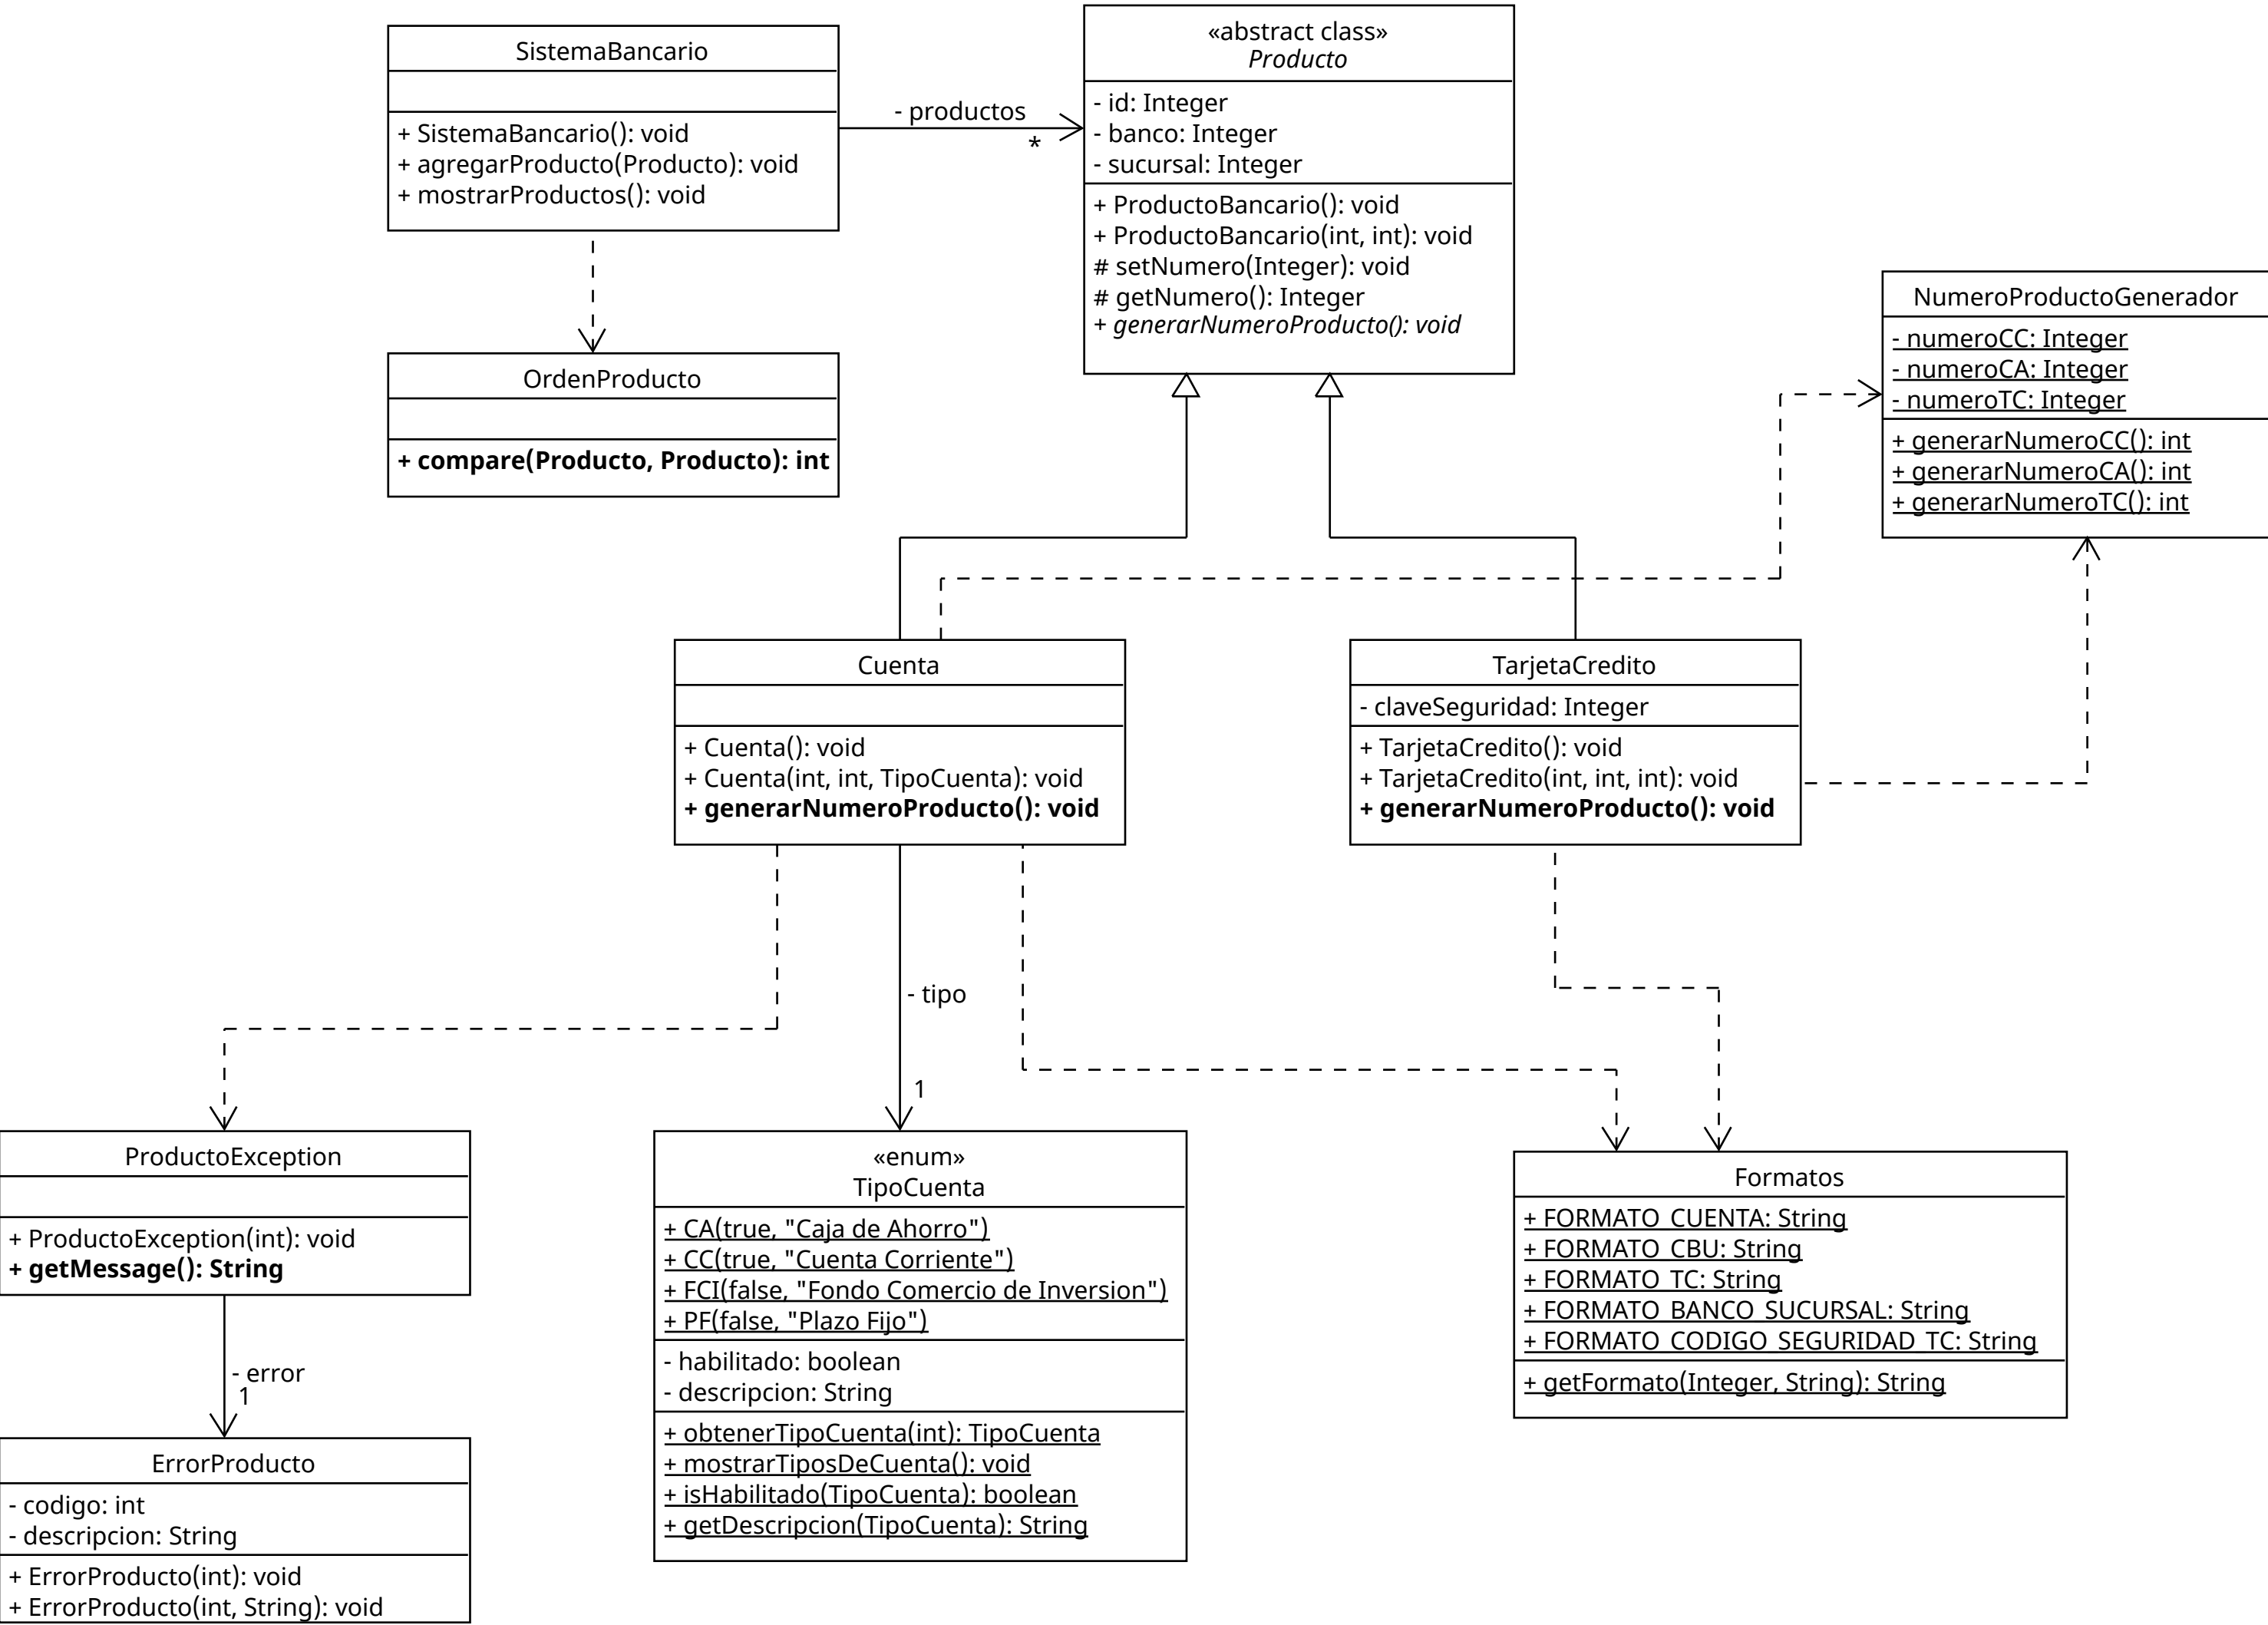 SistemaBancario
+ SistemaBancario(): void
+ agregarProducto(Producto): void
+ mostrarProductos(): void
- productos
*
«abstract class»
Producto
- id: Integer
- banco: Integer
- sucursal: Integer
+ ProductoBancario(): void
+ ProductoBancario(int, int): void
# setNumero(Integer): void
# getNumero(): Integer
+ generarNumeroProducto(): void
OrdenProducto
+ compare(Producto, Producto): int
NumeroProductoGenerador
- numeroCC: Integer
- numeroCA: Integer
- numeroTC: Integer
+ generarNumeroCC(): int
+ generarNumeroCA(): int
+ generarNumeroTC(): int
Cuenta
+ Cuenta(): void
+ Cuenta(int, int, TipoCuenta): void
+ generarNumeroProducto(): void
TarjetaCredito
- claveSeguridad: Integer
+ TarjetaCredito(): void
+ TarjetaCredito(int, int, int): void
+ generarNumeroProducto(): void
- tipo
1
ProductoException
+ ProductoException(int): void
+ getMessage(): String
- error
1
ErrorProducto
- codigo: int
- descripcion: String
+ ErrorProducto(int): void
+ ErrorProducto(int, String): void
«enum»
TipoCuenta
+ CA(true, "Caja de Ahorro")
+ CC(true, "Cuenta Corriente")
+ FCI(false, "Fondo Comercio de Inversion")
+ PF(false, "Plazo Fijo")
- habilitado: boolean
- descripcion: String
+ obtenerTipoCuenta(int): TipoCuenta
+ mostrarTiposDeCuenta(): void
+ isHabilitado(TipoCuenta): boolean
+ getDescripcion(TipoCuenta): String
Formatos
+ FORMATO_CUENTA: String
+ FORMATO_CBU: String
+ FORMATO_TC: String
+ FORMATO_BANCO_SUCURSAL: String
+ FORMATO_CODIGO_SEGURIDAD_TC: String
+ getFormato(Integer, String): String